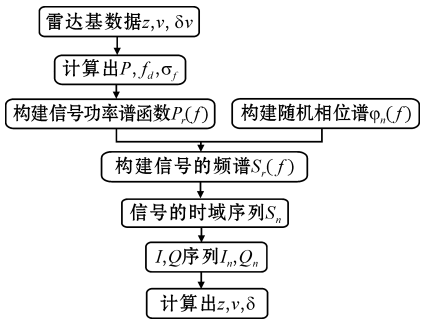 雷达基数据z,v,δv
计算出P,f_d,σ_f
构建信号功率谱函数P_r(f)
构建随机相位谱φ_n(f)
构建信号的频谱S_r(f)
信号的时域序列S_n
I,Q序列I_n,Q_n
计算出z,v,δ